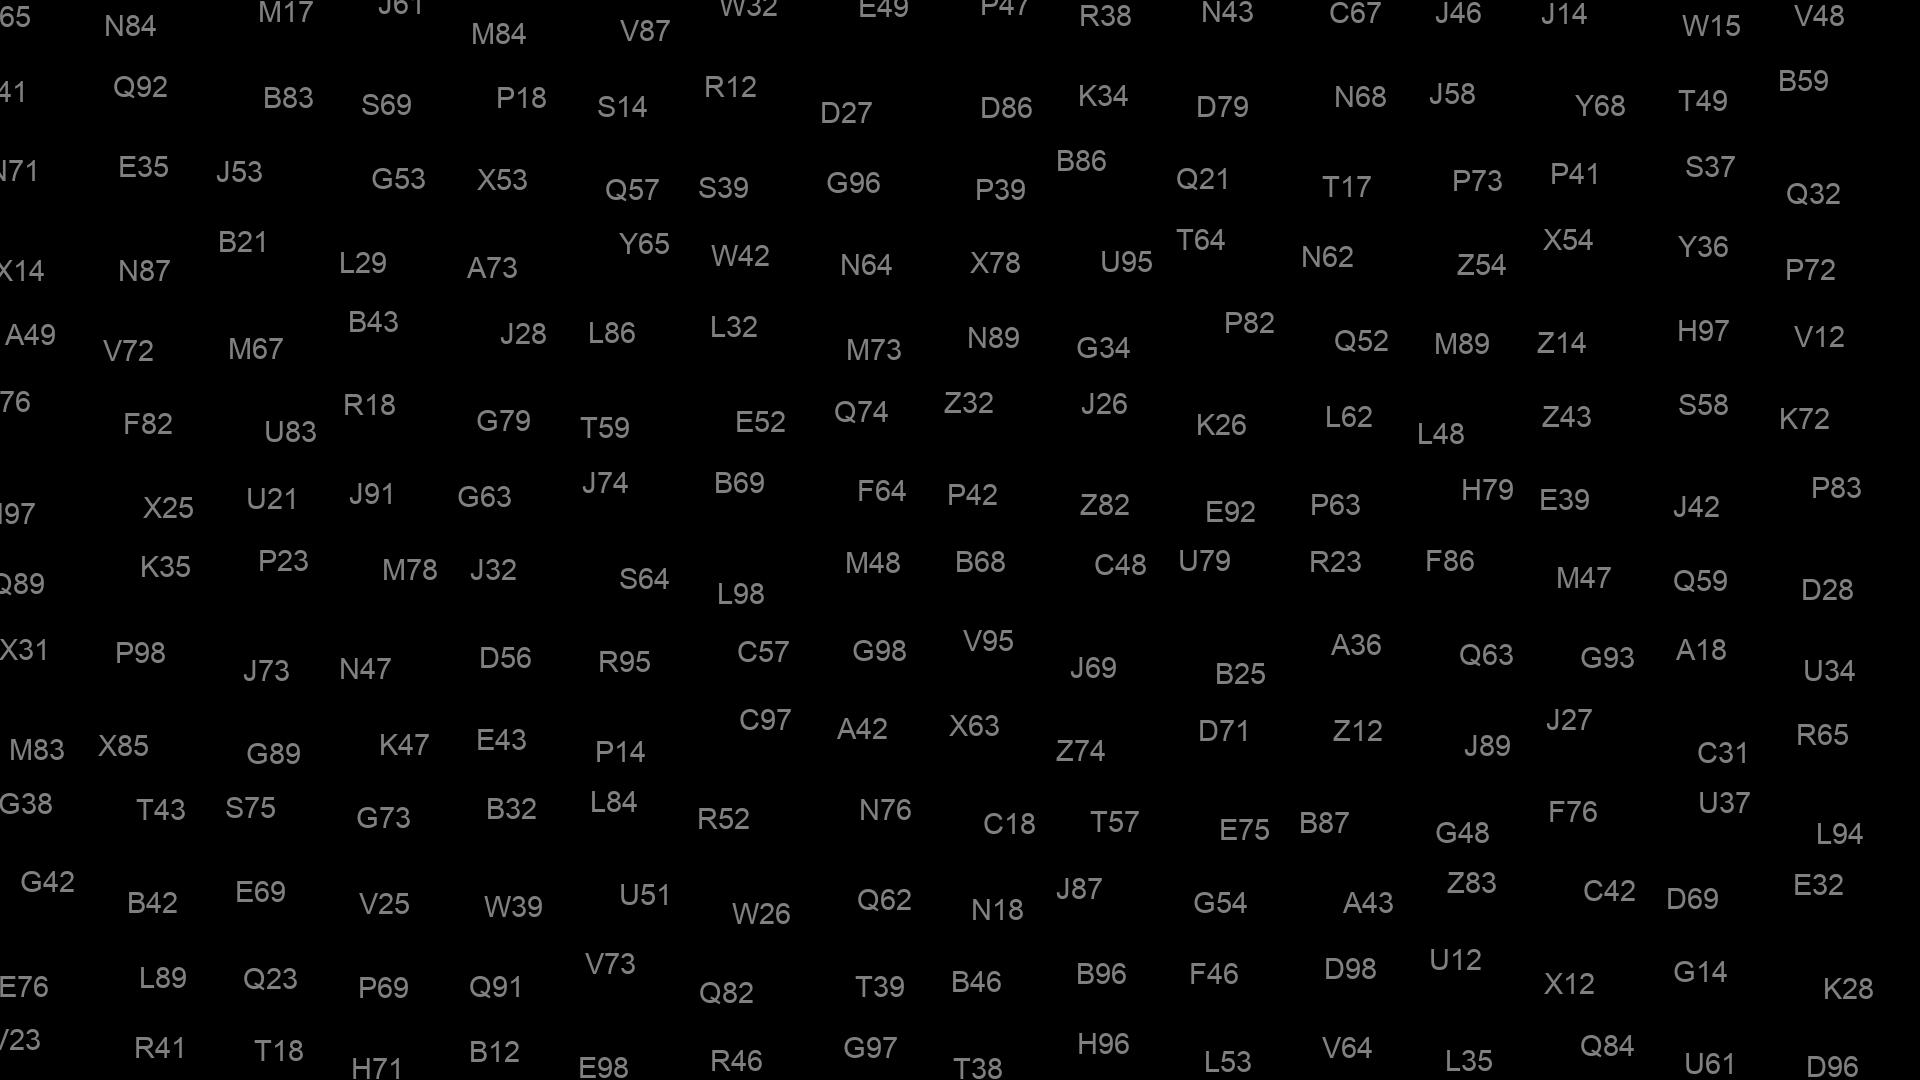 65 N84 M17 J61 M84 V87 W32 E49 P47 R38 N43 C67 J46 J14 W15 V48
41 Q92 B83 S69 P18 S14 R12 D27 D86 K34 D79 N68 J58 Y68 T49 B59
71 E35 J53 G53 X53 Q57 S39 G96 P39 B86 Q21 T17 P73 P41 S37 Q32
X14 N87 B21 L29 A73 Y65 W42 N64 X78 U95 T64 N62 Z54 X54 Y36 P72
A49 V72 M67 B43 J28 L86 L32 M73 N89 G34 P82 Q52 M89 Z14 H97 V12
76 F82 U83 R18 G79 T59 E52 Q74 Z32 J26 K26 L62 L48 Z43 S58 K72
97 X25 U21 J91 G63 J74 B69 F64 P42 Z82 E92 P63 H79 E39 J42 P83
Q89 K35 P23 M78 J32 S64 L98 M48 B68 C48 U79 R23 F86 M47 Q59 D28
X31 P98 J73 N47 D56 R95 C57 G98 V95 J69 B25 A36 Q63 G93 A18 U34
M83 X85 G89 K47 E43 P14 C97 A42 X63 Z74 D71 Z12 J89 J27 C31 R65
G38 T43 S75 G73 B32 L84 R52 N76 C18 T57 E75 B87 G48 F76 U37 L94
G42 B42 E69 V25 W39 U51 W26 Q62 N18 J87 G54 A43 Z83 C42 D69 E32
E76 L89 Q23 P69 Q91 V73 Q82 T39 B46 B96 F46 D98 U12 X12 G14 K28
V23 R41 T18 H71 B12 E98 R46 G97 T38 H96 L53 V64 L35 Q84 U61 D96